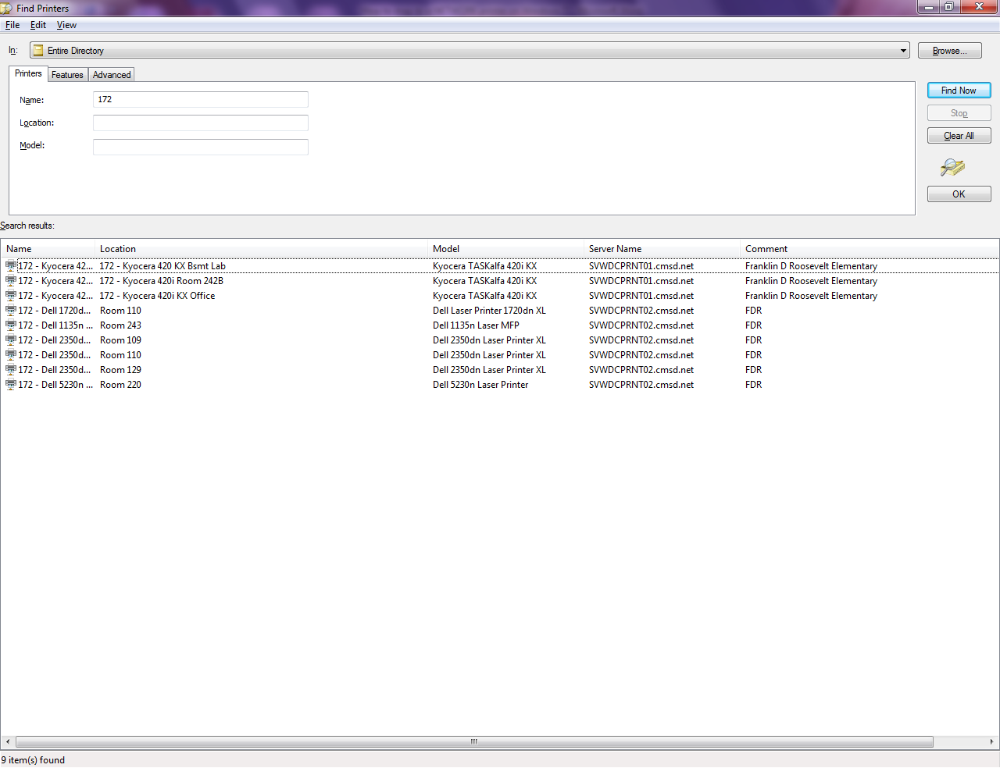 Find Printers
File Edit View
In: Entire Directory Browse...
Printers Features Advanced
Name: 172
Location:
Model:
Find Now
Stop
Clear All
OK
Search results:
Name Location Model Server Name Comment
172 - Kyocera 42... 172 - Kyocera 420 KX Bsmt Lab Kyocera TASKalfa 420i KX SVWDCPRNT01.cmsd.net Franklin D Roosevelt Elementary
172 - Kyocera 42... 172 - Kyocera 420i Room 242B Kyocera TASKalfa 420i KX SVWDCPRNT01.cmsd.net Franklin D Roosevelt Elementary
172 - Kyocera 42... 172 - Kyocera 420i KX Office Kyocera TASKalfa 420i KX SVWDCPRNT01.cmsd.net Franklin D Roosevelt Elementary
172 - Dell 1720d... Room 110 Dell Laser Printer 1720dn XL SVWDCPRNT02.cmsd.net FDR
172 - Dell 1135n ... Room 243 Dell 1135n Laser MFP SVWDCPRNT02.cmsd.net FDR
172 - Dell 2350d... Room 109 Dell 2350dn Laser Printer XL SVWDCPRNT02.cmsd.net FDR
172 - Dell 2350d... Room 110 Dell 2350dn Laser Printer XL SVWDCPRNT02.cmsd.net FDR
172 - Dell 2350d... Room 129 Dell 2350dn Laser Printer XL SVWDCPRNT02.cmsd.net FDR
172 - Dell 5230n ... Room 220 Dell 5230n Laser Printer SVWDCPRNT02.cmsd.net FDR
9 item(s) found